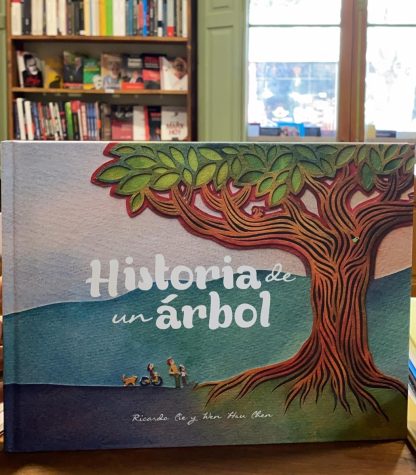 Historia de
un árbol
Ricardo Cie y Wen Hsu Chen